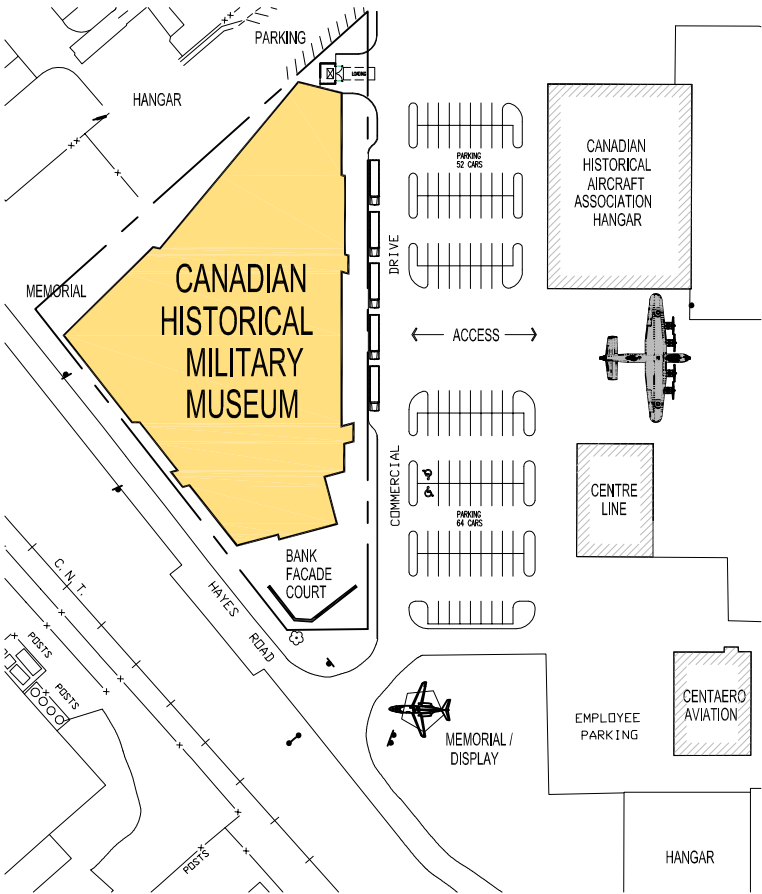 PARKING
LOADING
HANGAR
PARKING
52 CARS
CANADIAN
HISTORICAL
AIRCRAFT
ASSOCIATION
HANGAR
DRIVE
MEMORIAL
CANADIAN
HISTORICAL
MILITARY
MUSEUM
ACCESS
COMMERCIAL
CENTRE
LINE
PARKING
64 CARS
BANK
FACADE
COURT
C.N.T.
HAYES
ROAD
POSTS
POSTS
CENTAERO
AVIATION
EMPLOYEE
PARKING
MEMORIAL /
DISPLAY
POSTS
HANGAR